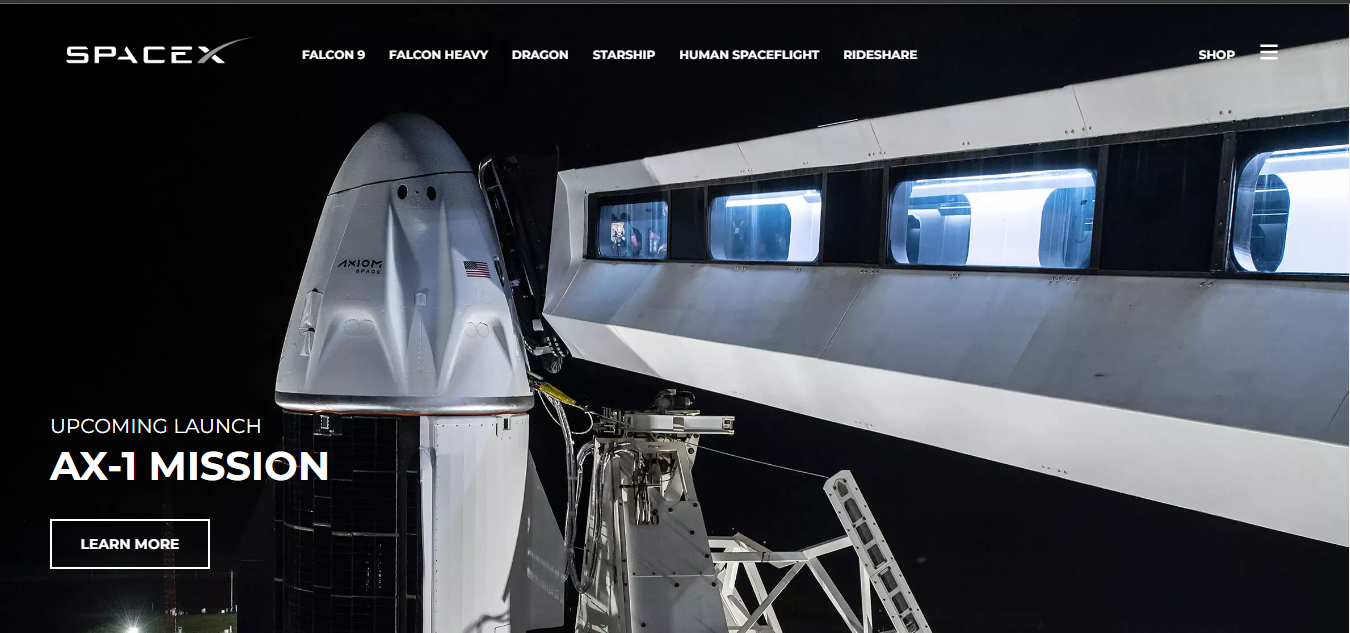 SPACEX
FALCON 9 FALCON HEAVY DRAGON STARSHIP HUMAN SPACEFLIGHT RIDESHARE SHOP
AXIOM
SPACE
UPCOMING LAUNCH
AX-1 MISSION
LEARN MORE